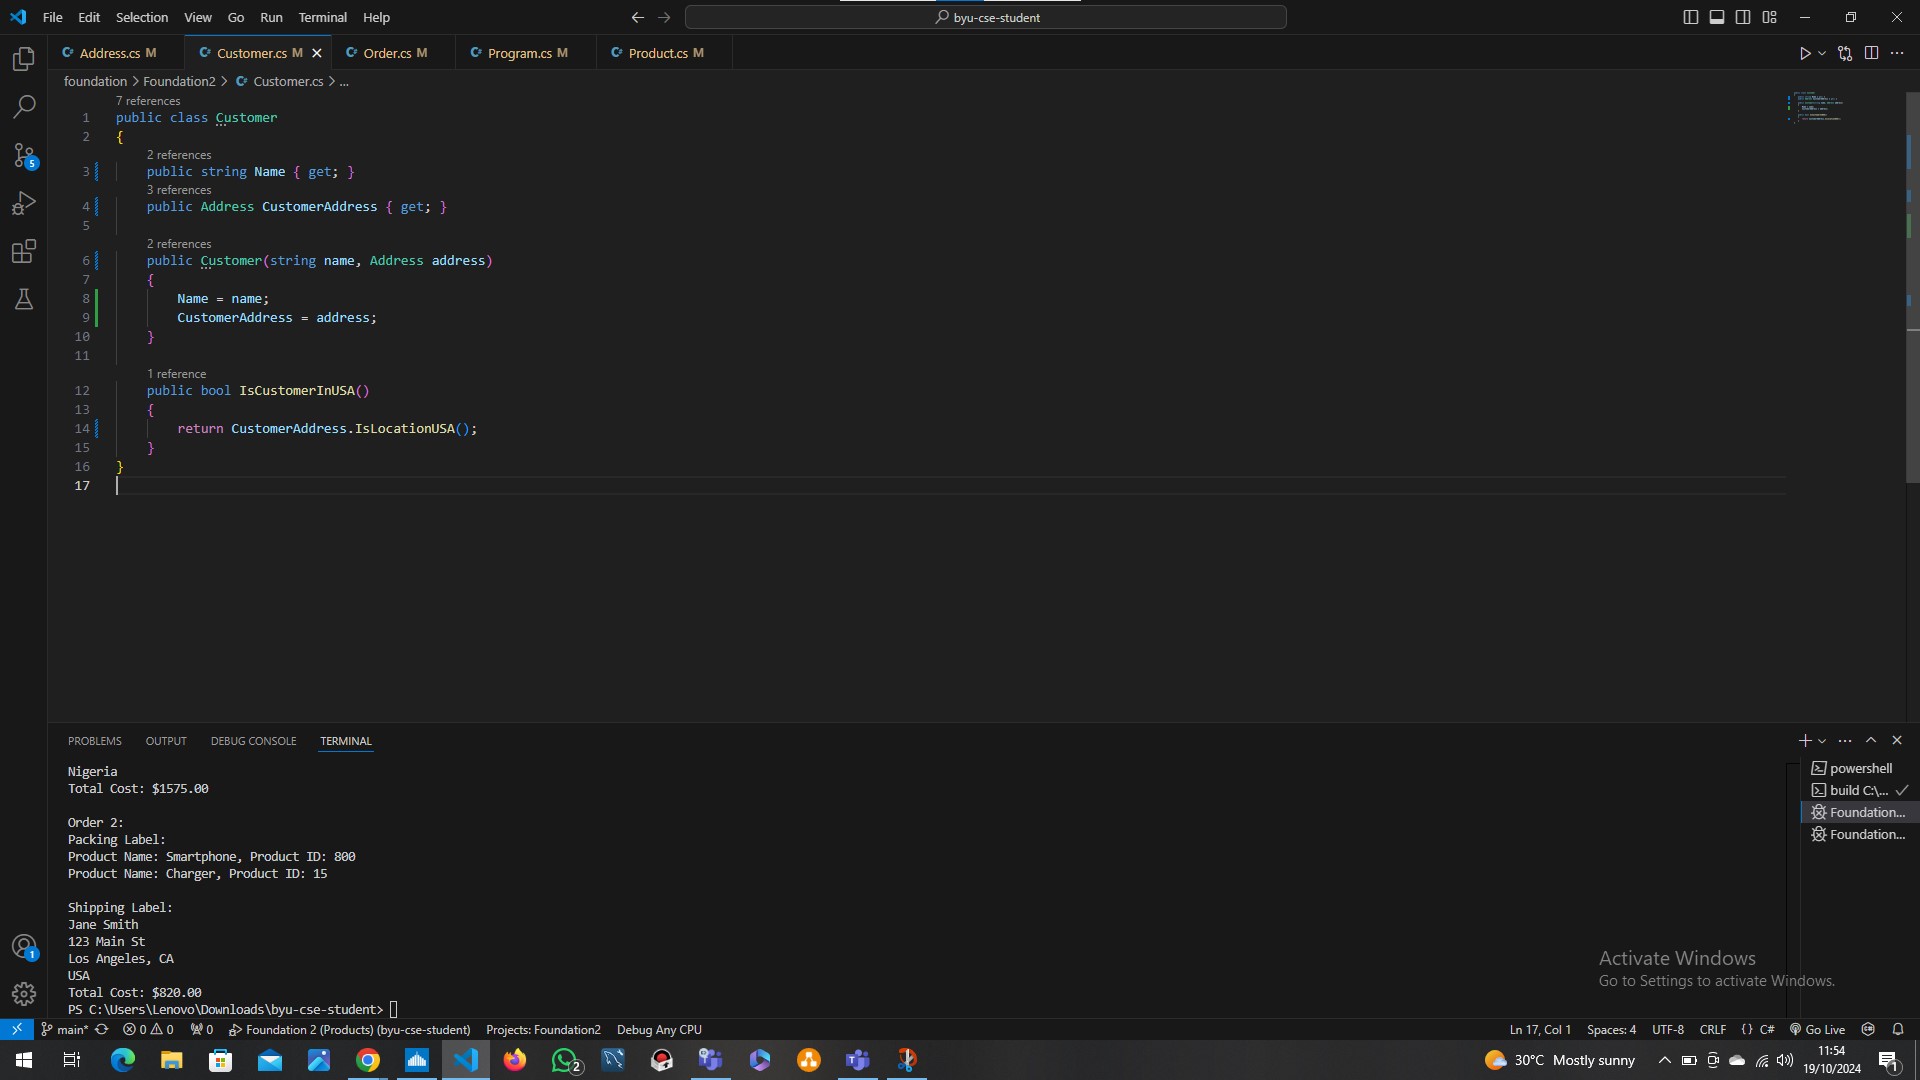 File Edit Selection View Go Run Terminal Help
byu-cse-student
Address.cs M Customer.cs M Order.cs M Program.cs M Product.cs M
foundation > Foundation2 > Customer.cs > ...
7 references
1 public class Customer
2 {
2 references
3 public string Name { get; }
3 references
4 public Address CustomerAddress { get; }
5
2 references
6 public Customer(string name, Address address)
7 {
8 Name = name;
9 CustomerAddress = address;
10 }
11
1 reference
12 public bool IsCustomerInUSA()
13 {
14 return CustomerAddress.IsLocationUSA();
15 }
16 }
17
5
PROBLEMS OUTPUT DEBUG CONSOLE TERMINAL
Nigeria
Total Cost: $1575.00
Order 2:
Packing Label:
Product Name: Smartphone, Product ID: 800
Product Name: Charger, Product ID: 15
Shipping Label:
Jane Smith
123 Main St
Los Angeles, CA
USA
Total Cost: $820.00
PS C:\Users\Lenovo\Downloads\byu-cse-student>
powershell
build C:\...
Foundation...
Foundation...
1
Activate Windows
Go to Settings to activate Windows.
main* 0 0 0 Foundation 2 (Products) (byu-cse-student) Projects: Foundation2 Debug Any CPU
Ln 17, Col 1 Spaces: 4 UTF-8 CRLF {} C# Go Live
2
30°C Mostly sunny
11:54
19/10/2024
1